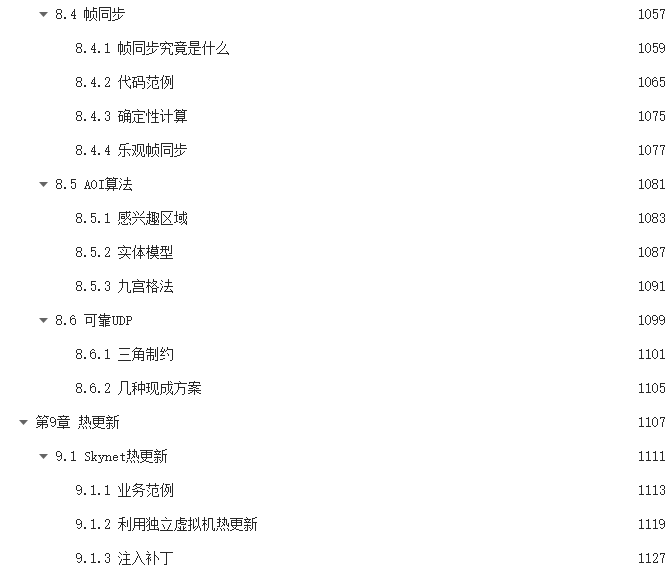 8.4 帧同步 1057
8.4.1 帧同步究竟是什么 1059
8.4.2 代码范例 1065
8.4.3 确定性计算 1075
8.4.4 乐观帧同步 1077
8.5 AOI算法 1081
8.5.1 感兴趣区域 1083
8.5.2 实体模型 1087
8.5.3 九宫格法 1091
8.6 可靠UDP 1099
8.6.1 三角制约 1101
8.6.2 几种现成方案 1105
第9章 热更新 1107
9.1 Skynet热更新 1111
9.1.1 业务范例 1113
9.1.2 利用独立虚拟机热更新 1119
9.1.3 注入补丁 1127